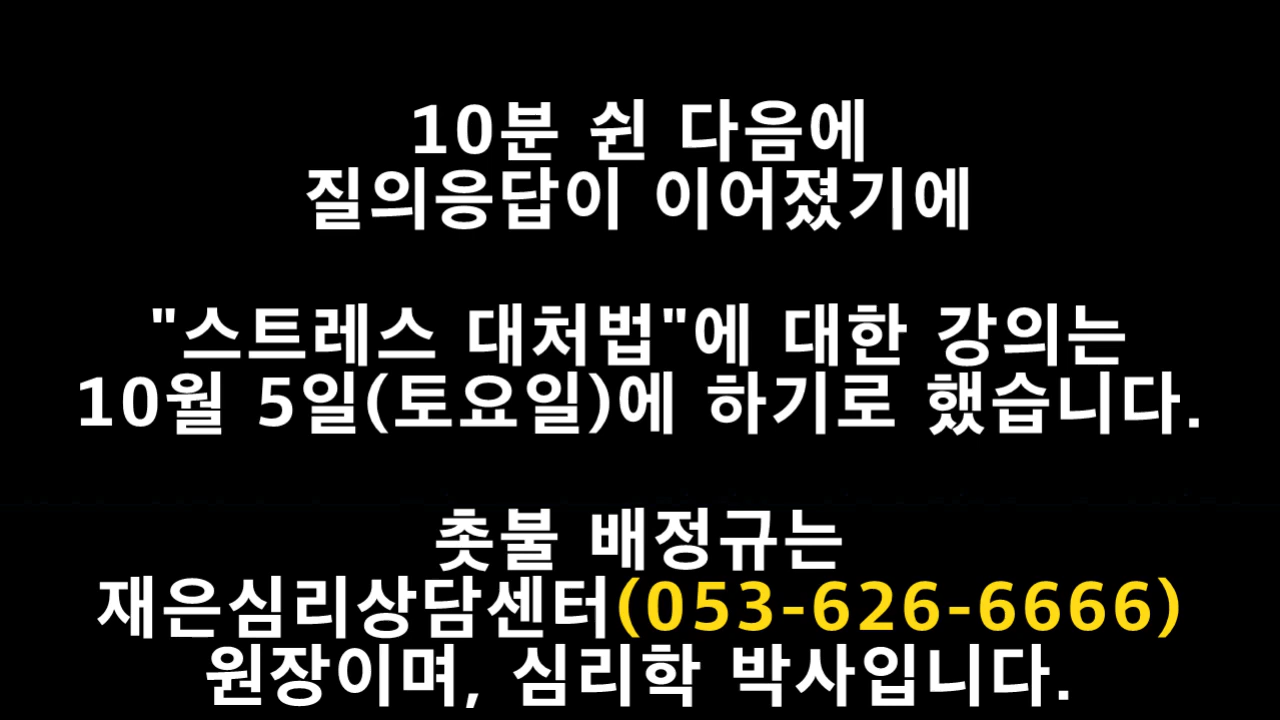 10분 쉰 다음에
질의응답이 이어졌기에
"스트레스 대처법"에 대한 강의는
10월 5일(토요일)에 하기로 했습니다.
촛불 배정규는
재은심리상담센터(053-626-6666)
원장이며, 심리학 박사입니다.